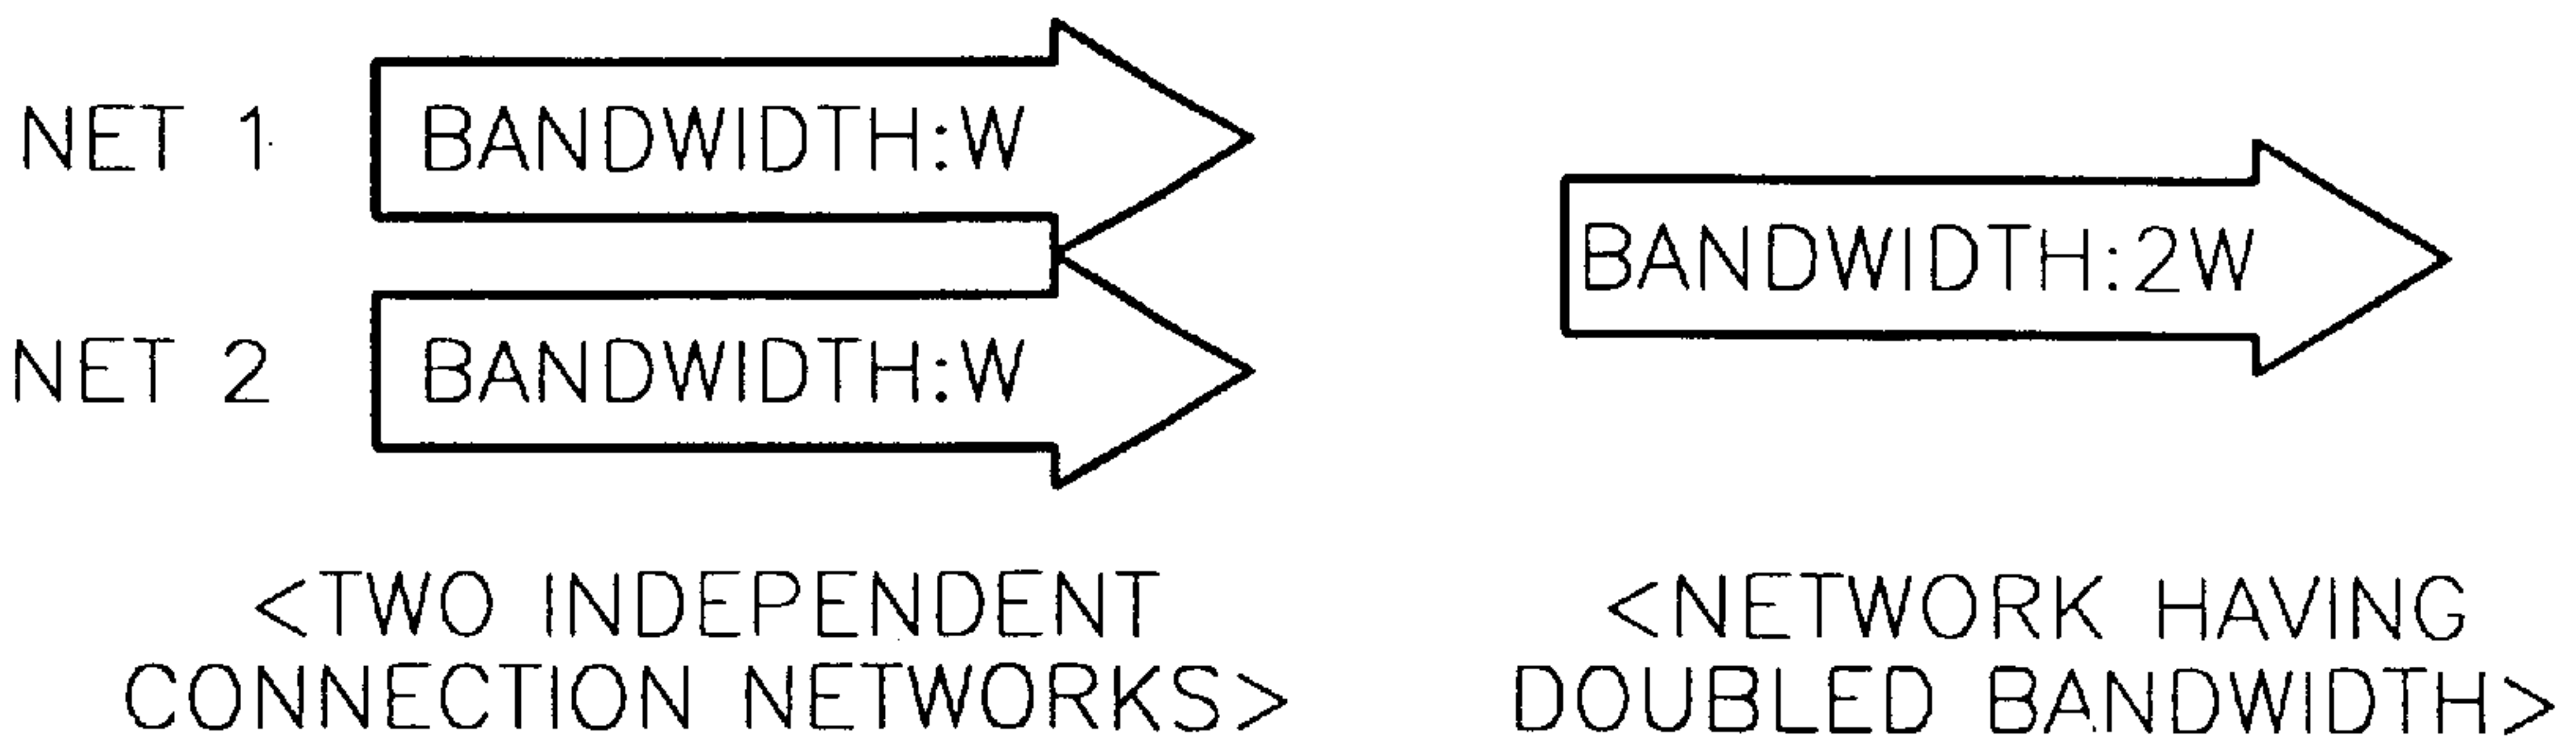 NET 1 BANDWIDTH:W
NET 2 BANDWIDTH:W
<TWO INDEPENDENT
CONNECTION NETWORKS>
BANDWIDTH:2W
<NETWORK HAVING
DOUBLED BANDWIDTH>